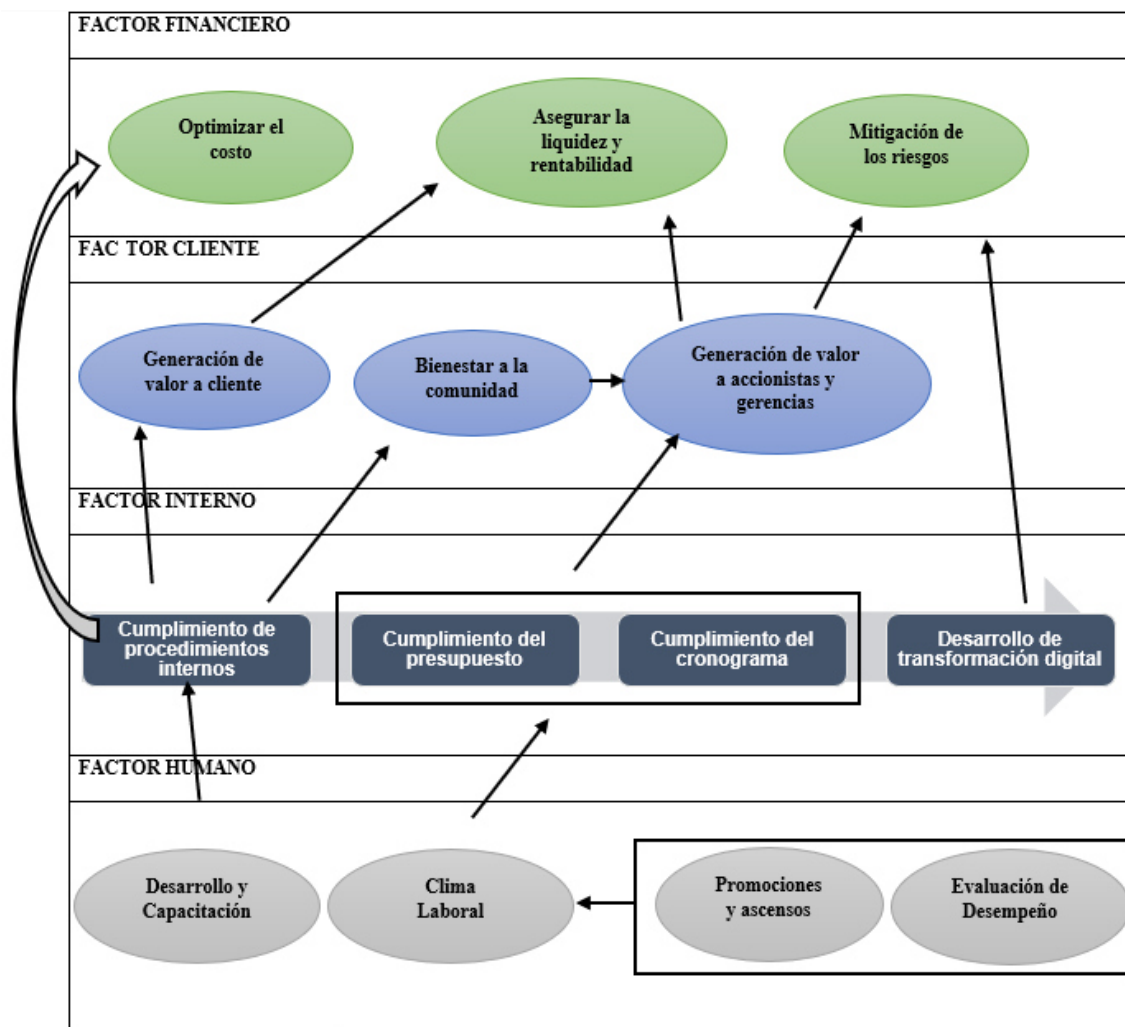 FACTOR FINANCIERO
Optimizar el
costo
Asegurar la
liquidez y
rentabilidad
Mitigación de
los riesgos
FAC TOR CLIENTE
Generación de
valor a cliente
Bienestar a la
comunidad
Generación de valor
a accionistas y
gerencias
FACTOR INTERNO
Cumplimiento de
procedimientos
internos
Cumplimiento del
presupuesto
Cumplimiento del
cronograma
Desarrollo de
transformación digital
FACTOR HUMANO
Desarrollo y
Capacitación
Clima
Laboral
Promociones
y ascensos
Evaluación de
Desempeño